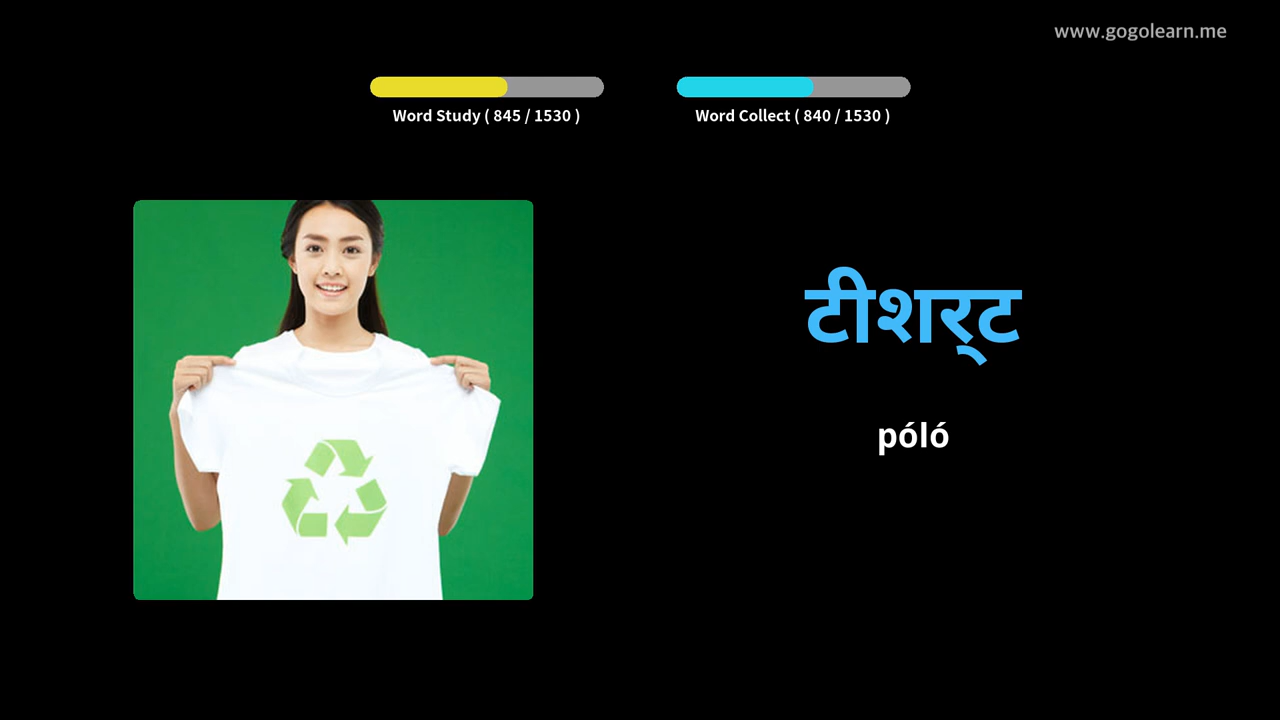 www.gogolearn.me
Word Study ( 845 / 1530 )
Word Collect ( 840 / 1530 )
टीशर्‌ट
póló